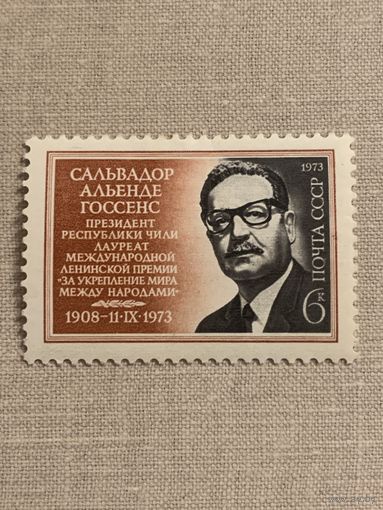 САЛЬВАДОР
АЛЬЕНДЕ
ГОССЕНС
ПРЕЗИДЕНТ
РЕСПУБЛИКИ ЧИЛИ
ЛАУРЕАТ
МЕЖДУНАРОДНОЙ
ЛЕНИНСКОЙ ПРЕМИИ
«ЗА УКРЕПЛЕНИЕ МИРА
МЕЖДУ НАРОДАМИ»
1908–11·IX·1973
1973
ПОЧТА СССР
6к